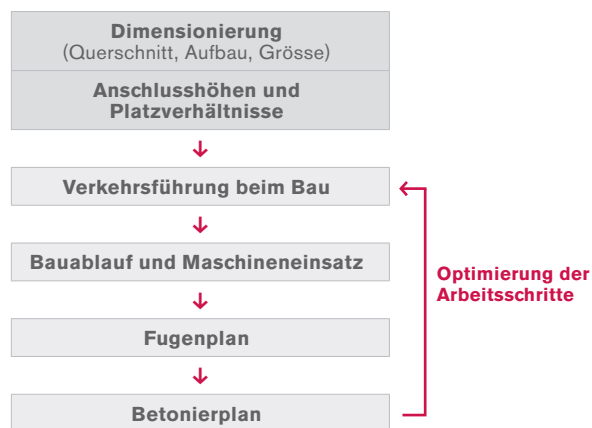 Dimensionierung
(Querschnitt, Aufbau, Grösse)
Anschlusshöhen und
Platzverhältnisse
Verkehrsführung beim Bau
Bauablauf und Maschineneinsatz
Optimierung der
Arbeitsschritte
Fugenplan
Betonierplan